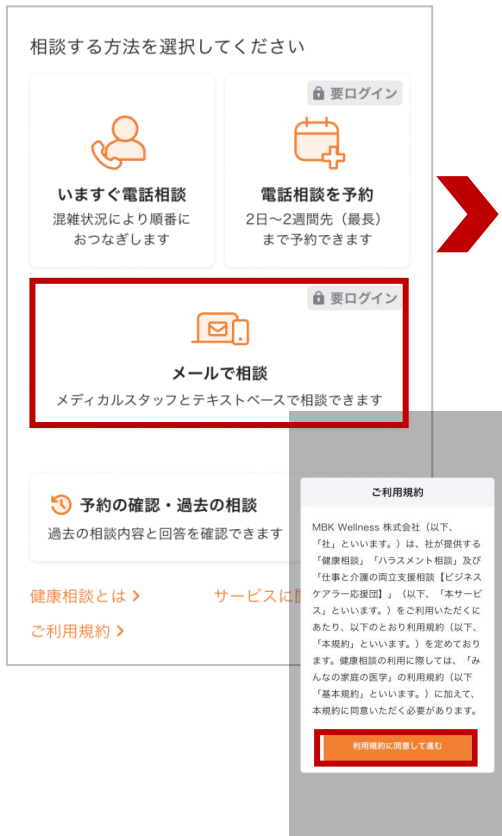 相談する方法を選択してください
要ログイン
いますぐ電話相談
混雑状況により順番に
おつなぎします
電話相談を予約
2日〜2週間先（最長）
まで予約できます
要ログイン
メールで相談
メディカルスタッフとテキストベースで相談できます
予約の確認・過去の相談
過去の相談内容と回答を確認できます
健康相談とは
サービスに
ご利用規約
ご利用規約
MBK Wellness 株式会社（以下、
「社」といいます。）は、社が提供する
「健康相談」「ハラスメント相談」及び
「仕事と介護の両立支援相談【ビジネス
ケアラー応援団】」（以下、「本サービ
ス」といいます。）をご利用いただくに
あたり、以下のとおり利用規約（以下、
「本規約」といいます。）を定めており
ます。健康相談の利用に際しては、「み
んなの家庭の医学」の利用規約（以下
「基本規約」といいます。）に加えて、
本規約に同意いただく必要があります。
利用規約に同意して進む